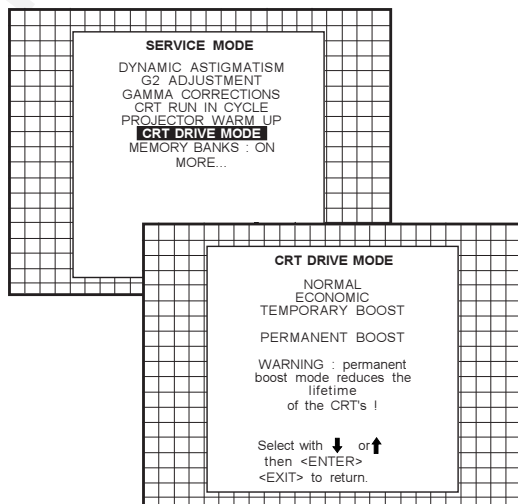 SERVICE MODE
DYNAMIC ASTIGMATISM
G2 ADJUSTMENT
GAMMA CORRECTIONS
CRT RUN IN CYCLE
PROJECTOR WARM UP
CRT DRIVE MODE
MEMORY BANKS : ON
MORE...
CRT DRIVE MODE
NORMAL
ECONOMIC
TEMPORARY BOOST
PERMANENT BOOST
WARNING : permanent
boost mode reduces the
lifetime
of the CRT's !
Select with ⬇ or ⬆
then <ENTER>
<EXIT> to return.